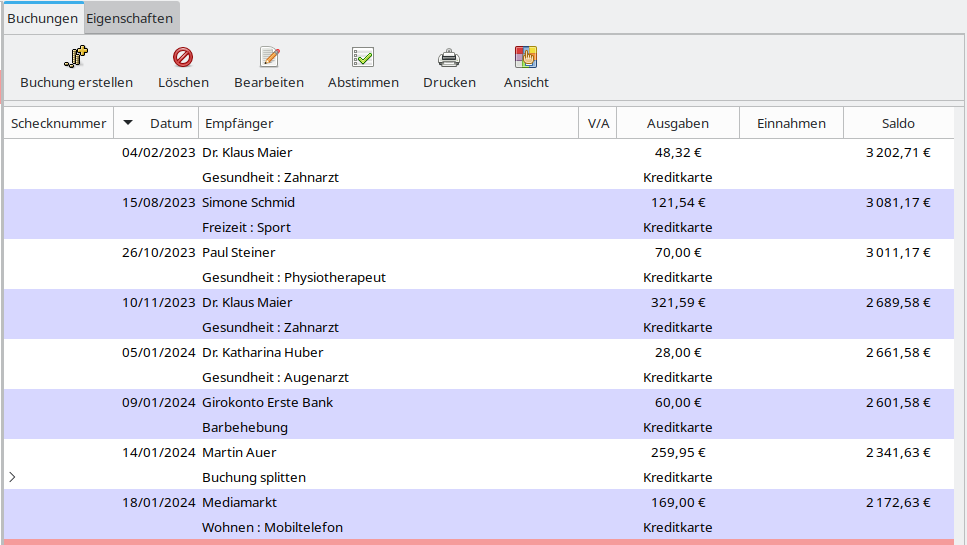 Buchungen Eigenschaften
Buchung erstellen Löschen Bearbeiten Abstimmen Drucken Ansicht
Schecknummer Datum Empfänger V/A Ausgaben Einnahmen Saldo
04/02/2023 Dr. Klaus Maier 48,32 € 3 202,71 €
Gesundheit : Zahnarzt Kreditkarte
15/08/2023 Simone Schmid 121,54 € 3 081,17 €
Freizeit : Sport Kreditkarte
26/10/2023 Paul Steiner 70,00 € 3 011,17 €
Gesundheit : Physiotherapeut Kreditkarte
10/11/2023 Dr. Klaus Maier 321,59 € 2 689,58 €
Gesundheit : Zahnarzt Kreditkarte
05/01/2024 Dr. Katharina Huber 28,00 € 2 661,58 €
Gesundheit : Augenarzt Kreditkarte
09/01/2024 Girokonto Erste Bank 60,00 € 2 601,58 €
Barbehebung Kreditkarte
14/01/2024 Martin Auer 259,95 € 2 341,63 €
Buchung splitten Kreditkarte
18/01/2024 Mediamarkt 169,00 € 2 172,63 €
Wohnen : Mobiltelefon Kreditkarte